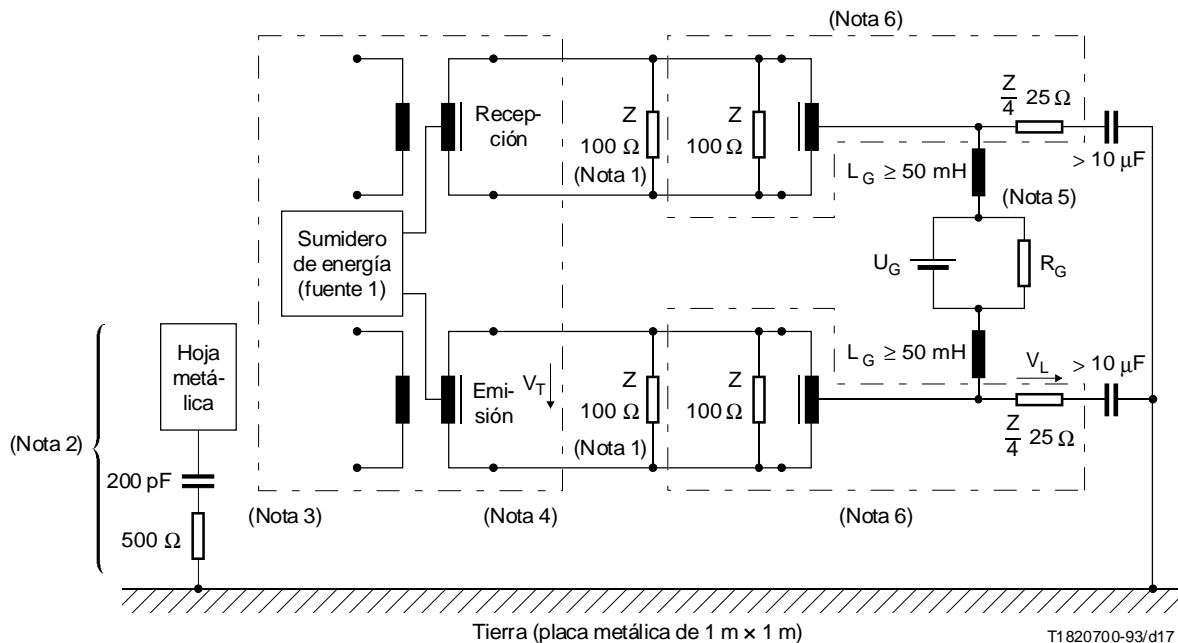 (Nota 6)
Z/4 25 Ω
> 10 μF
Recep-
ción
Z
100 Ω
(Nota 1)
Z
100 Ω
L_G ≥ 50 mH
(Nota 5)
Sumidero
de energía
(fuente 1)
U_G
R_G
Hoja
metá-
lica
(Nota 2)
200 pF
500 Ω
Emi-
sión
V_T
Z
100 Ω
(Nota 1)
Z
100 Ω
L_G ≥ 50 mH
V_L
> 10 μF
Z/4 25 Ω
(Nota 3)
(Nota 4)
(Nota 6)
Tierra (placa metálica de 1 m × 1 m)
T1820700-93/d17